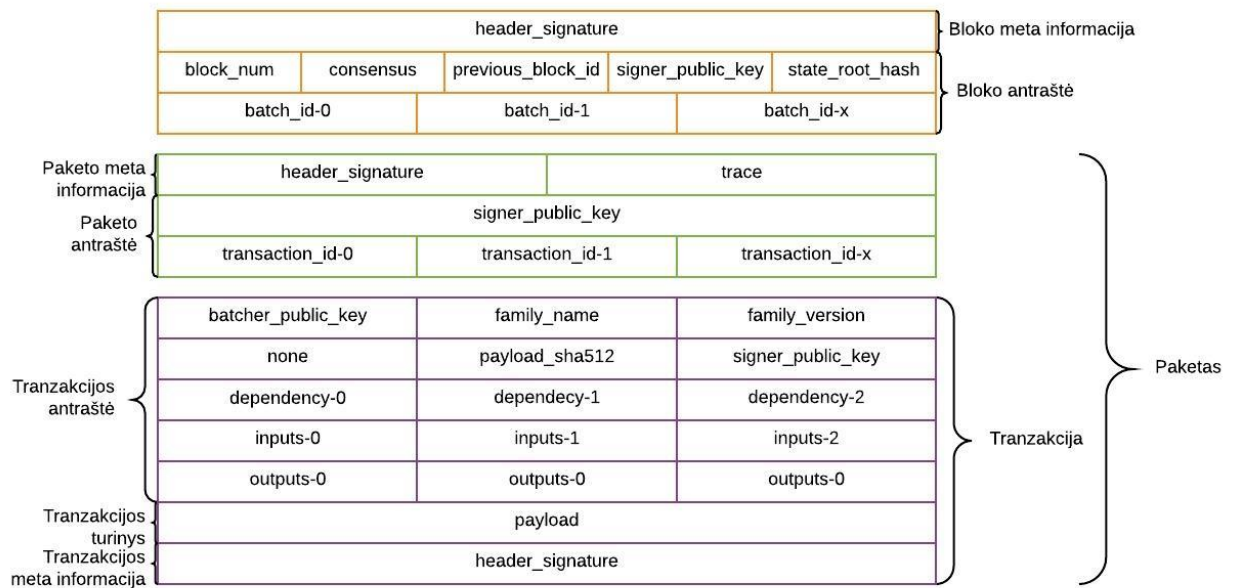 header_signature
Bloko meta informacija
block_num consensus previous_block_id signer_public_key state_root_hash
Bloko antraštė
batch_id-0 batch_id-1 batch_id-x
Paketo meta
informacija
header_signature trace
Paketo
antraštė
signer_public_key
transaction_id-0 transaction_id-1 transaction_id-x
batcher_public_key family_name family_version
none payload_sha512 signer_public_key
Paketas
Tranzakcijos
antraštė
dependency-0 dependecy-1 dependency-2
inputs-0 inputs-1 inputs-2
Tranzakcija
outputs-0 outputs-0 outputs-0
Tranzakcijos
turinys
payload
Tranzakcijos
meta informacija
header_signature